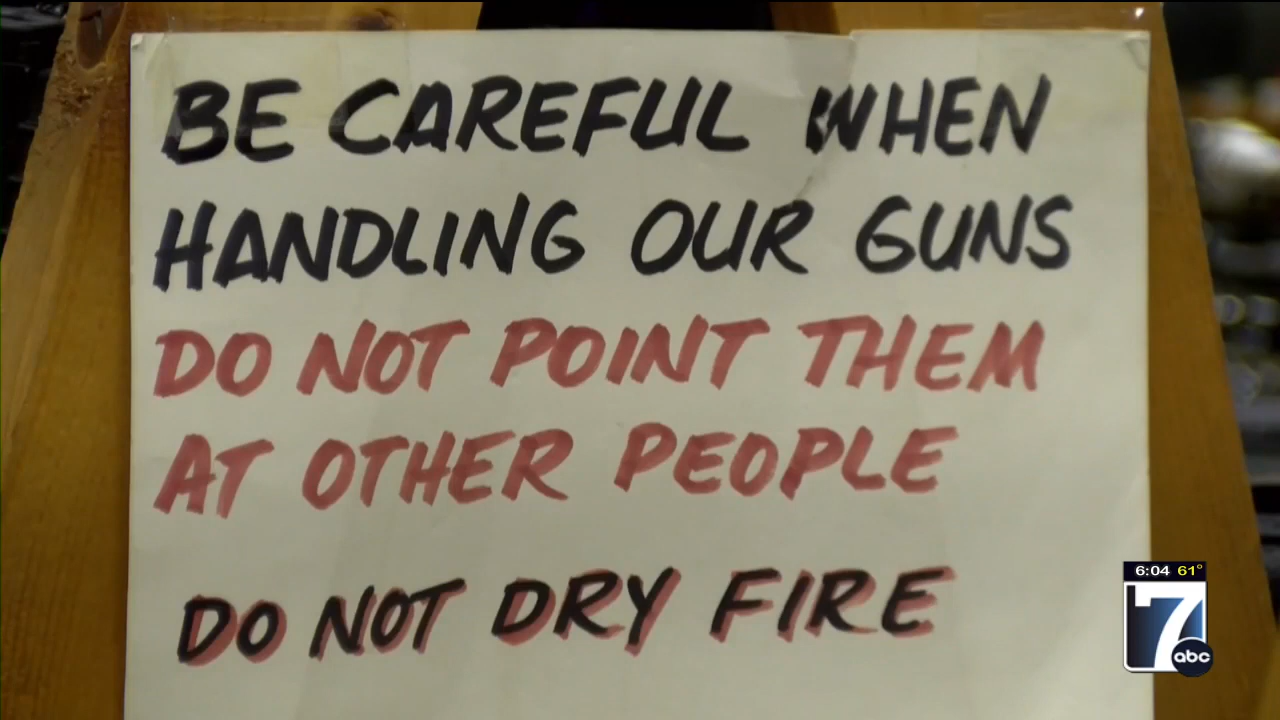 BE CAREFUL WHEN
HANDLING OUR GUNS
DO NOT POINT THEM
AT OTHER PEOPLE
DO NOT DRY FIRE
6:04 61°
7
abc